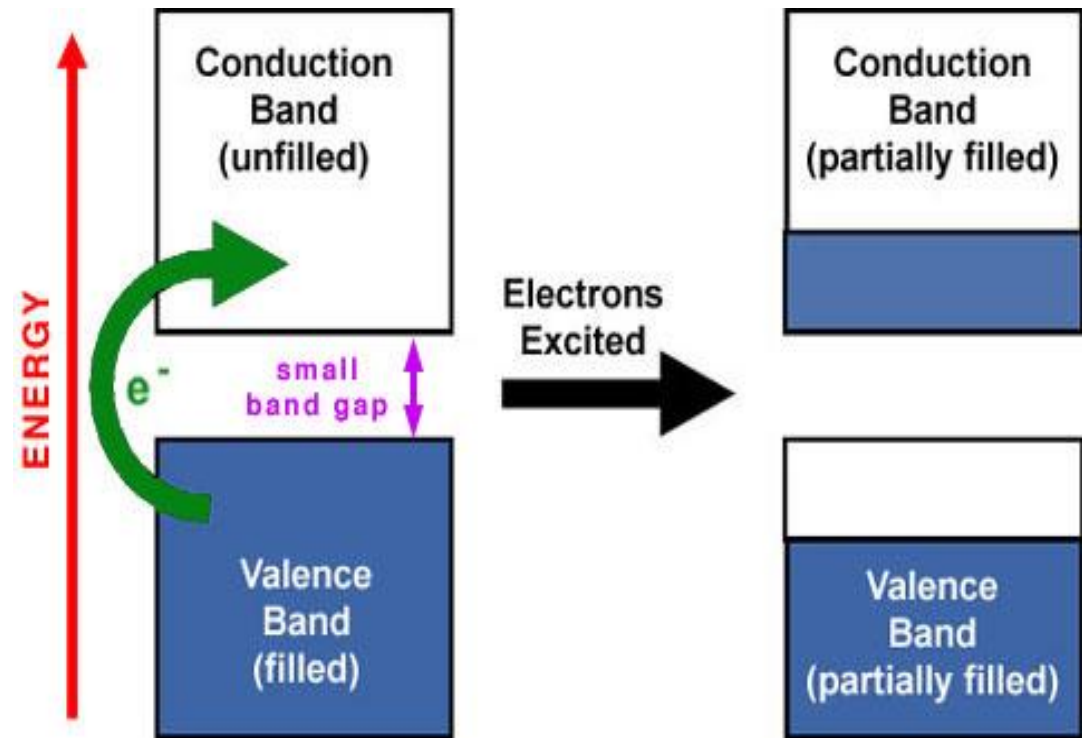 ENERGY
Conduction
Band
(unfilled)
e -
small
band gap
Valence
Band
(filled)
Electrons
Excited
Conduction
Band
(partially filled)
Valence
Band
(partially filled)